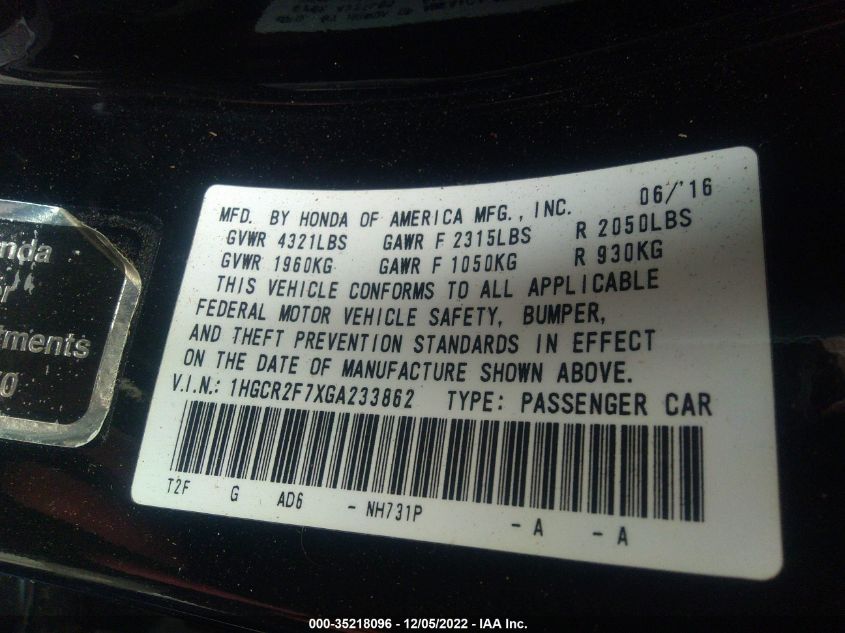 MFD. BY HONDA OF AMERICA MFG., INC. 06/'16
GVWR 4321LBS GAWR F 2315LBS R 2050LBS
GVWR 1960KG GAWR F 1050KG R 930KG
THIS VEHICLE CONFORMS TO ALL APPLICABLE
FEDERAL MOTOR VEHICLE SAFETY, BUMPER,
AND THEFT PREVENTION STANDARDS IN EFFECT
ON THE DATE OF MANUFACTURE SHOWN ABOVE.
V.I.N.: 1HGCR2F7XGA233862 TYPE: PASSENGER CAR
T2F G AD6 - NH731P - A - A
nda
r
tments
000-35218096 - 12/05/2022 - IAA Inc.